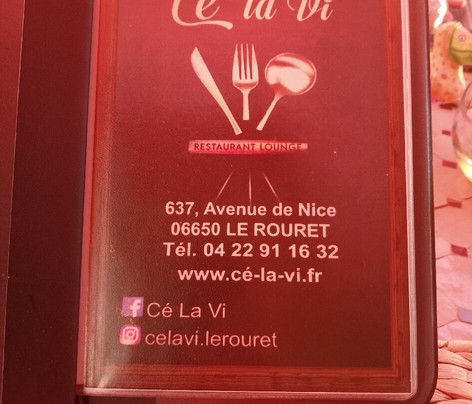 Cé la Vi
RESTAURANT LOUNGE
637, Avenue de Nice
06650 LE ROURET
Tél. 04 22 91 16 32
www.cé-la-vi.fr
Cé La Vi
celavi.lerouret